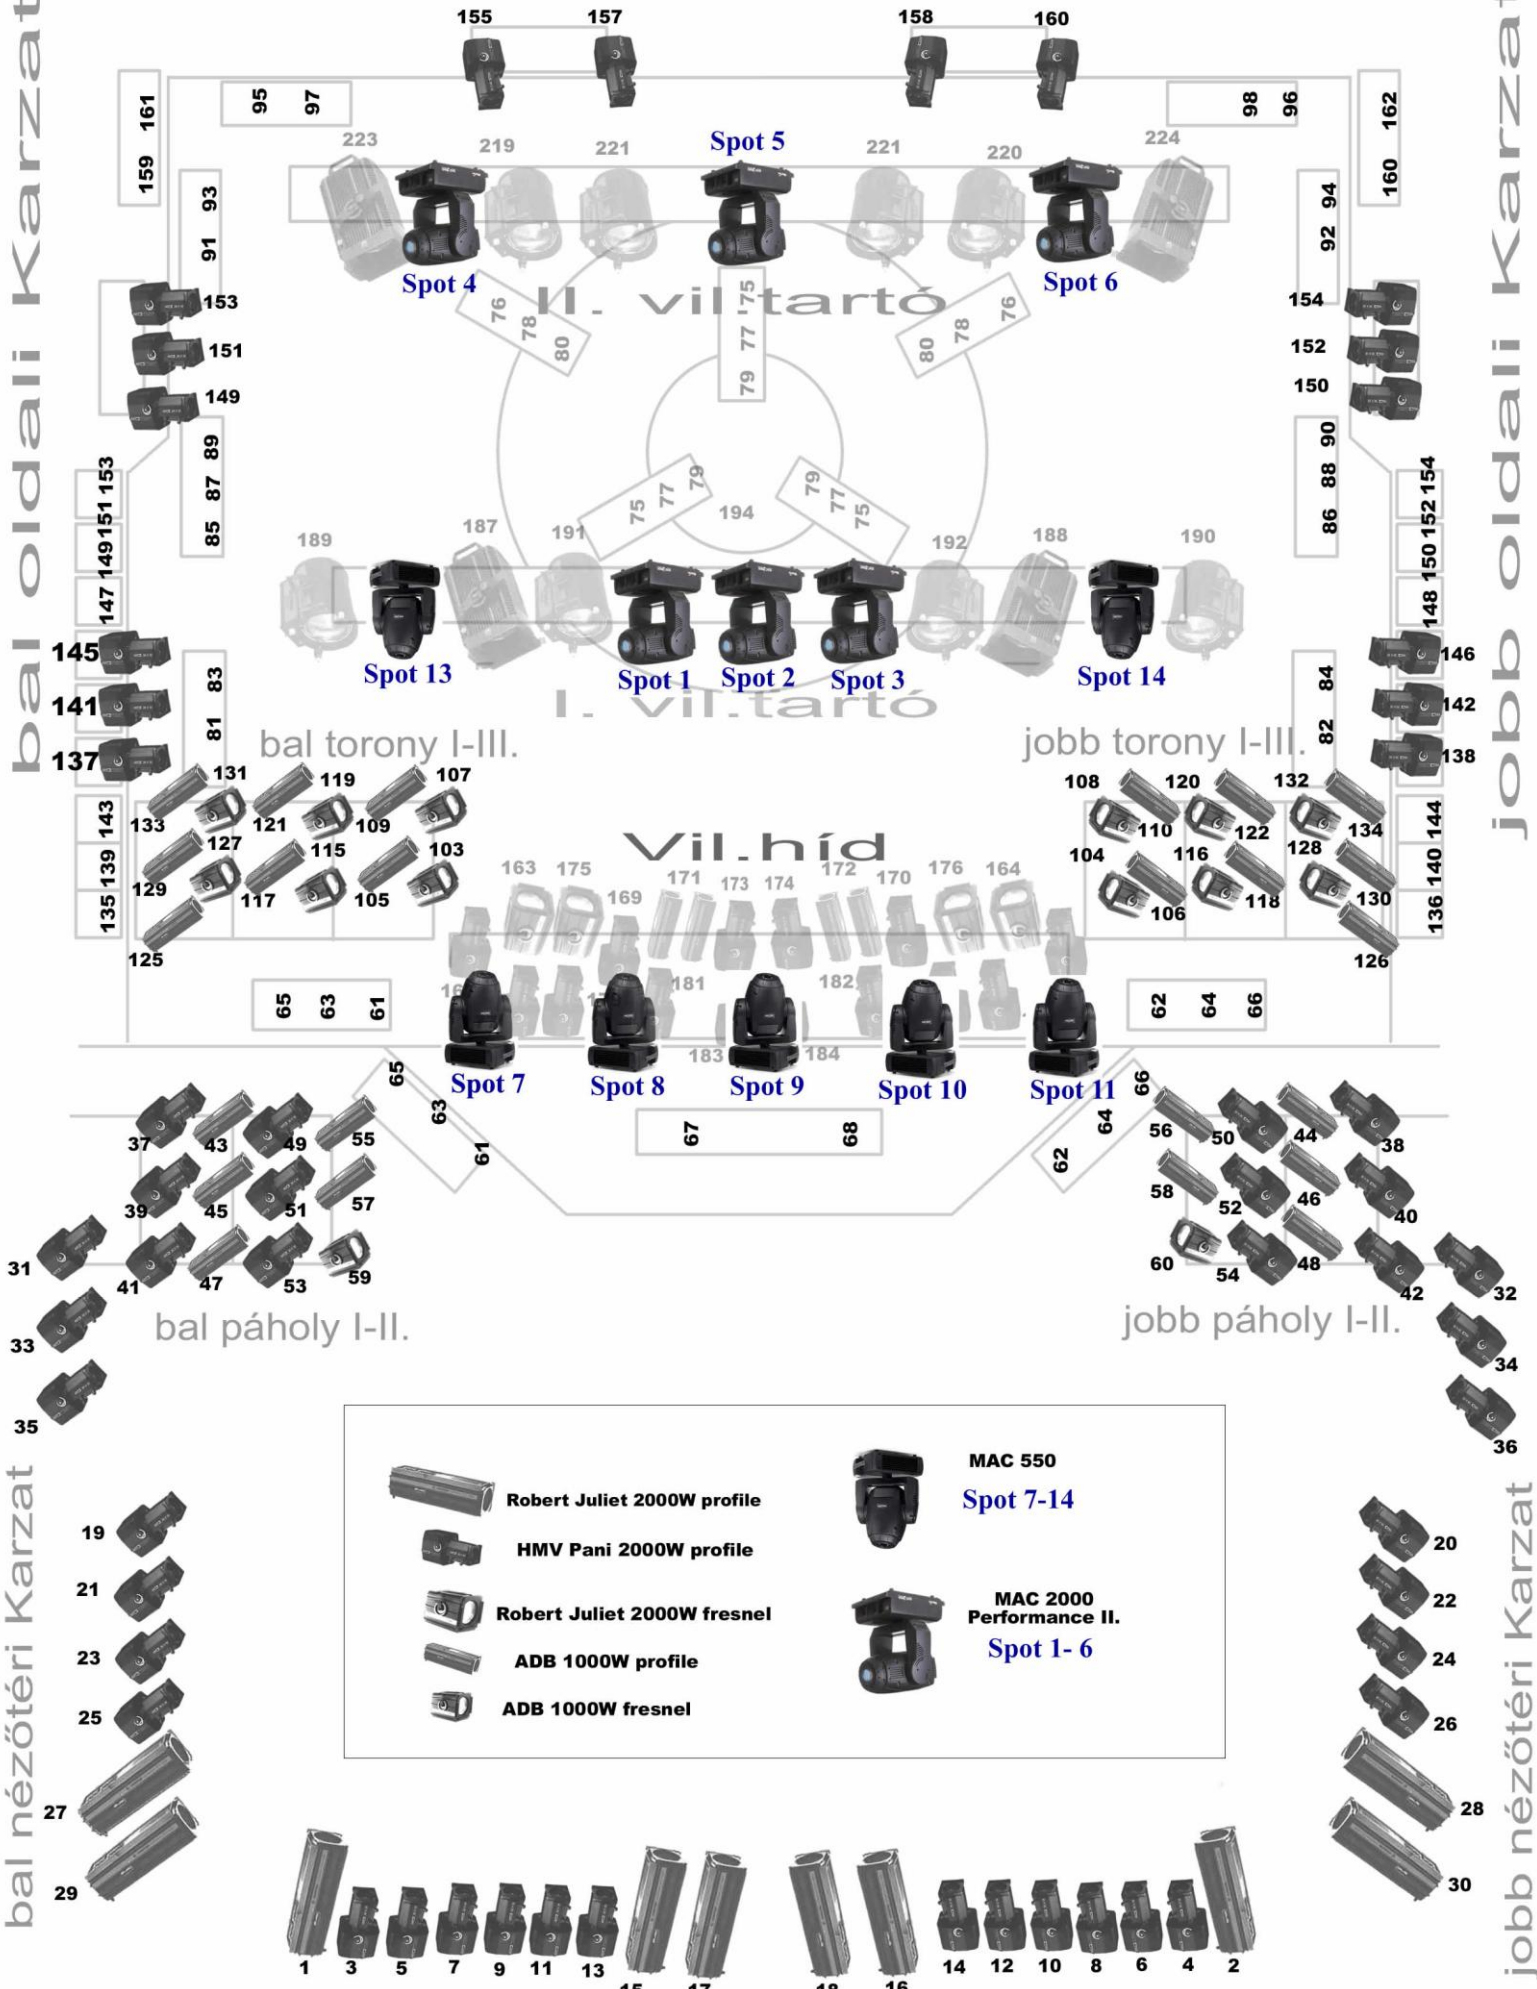 155 157 158 160
bal oldali Karzat
jobb oldali Karzat
161
159
95 97
98 96
162
160
223 219 221 Spot 5 221 220 224
93
91
94
92
Spot 4
Spot 6
153
151
149
154
152
150
II. vil.tartó
76 78 80
75
77
79
80 78 76
89
87
85
90
88
86
153
151
149
147
154
152
150
148
75 77 79
194
79 77 75
189 187 191 192 188 190
Spot 13 Spot 1 Spot 2 Spot 3 Spot 14
I. vil.tartó
145
141
137
146
142
138
83
81
84
82
bal torony I-III.
jobb torony I-III.
131 119 107
133 121 109
127 115 103
129 117 105
125
108 120 132
110 122 134
104 116 128
106 118 130
126
143
139
135
144
140
136
Vil.híd
163 175 169 171 173 174 172 170 176 164
181 182
183 184
65 63 61
62 64 66
Spot 7 Spot 8 Spot 9 Spot 10 Spot 11
65
63
61
67 68
66
64
62
37 43 49 55
39 45 51 57
41 47 53 59
31
33
35
bal páholy I-II.
56 50 44 38
58 52 46 40
60 54 48 42
32
34
36
jobb páholy I-II.
Robert Juliet 2000W profile
HMV Pani 2000W profile
Robert Juliet 2000W fresnel
ADB 1000W profile
ADB 1000W fresnel
MAC 550
Spot 7-14
MAC 2000
Performance II.
Spot 1- 6
bal nézőtéri Karzat
jobb nézőtéri Karzat
19
21
23
25
27
29
20
22
24
26
28
30
1 3 5 7 9 11 13 15 17 18 16 14 12 10 8 6 4 2